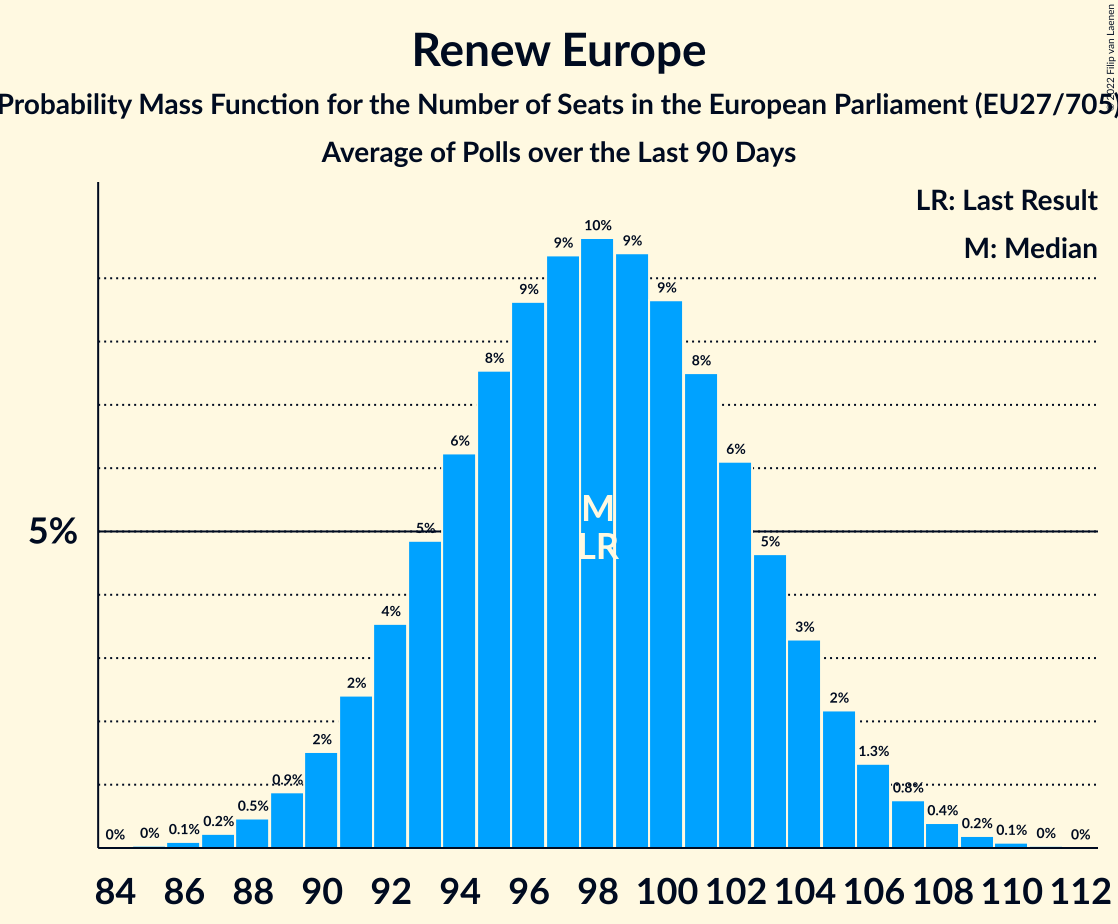 Renew Europe
Probability Mass Function for the Number of Seats in the European Parliament (EU27/705)
Average of Polls over the Last 90 Days
© 2022 Filip van Laenen
LR: Last Result
M: Median
10%
9% 9%
9% 9%
8% 8%
6% 6%
5% 5%
4% 3%
2% 2%
2% 1.3%
0.9% 0.8%
0.5% 0.4%
0% 0% 0.1% 0.2% 0.2% 0.1% 0% 0%
M
LR
5%
84 86 88 90 92 94 96 98 100 102 104 106 108 110 112